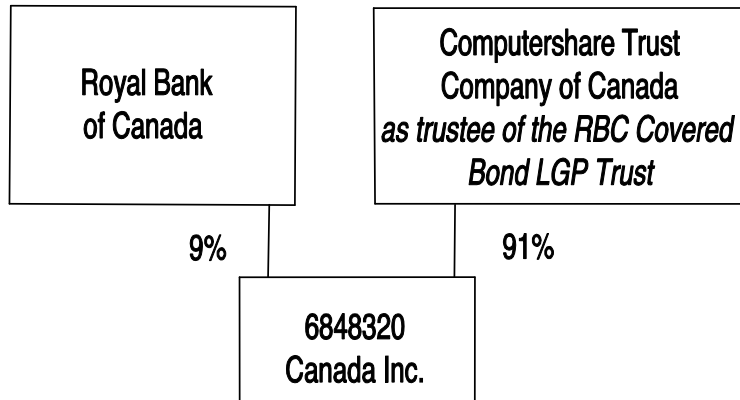 Royal Bank
of Canada
Computershare Trust
Company of Canada
as trustee of the RBC Covered
Bond LGP Trust
9%
91%
6848320
Canada Inc.